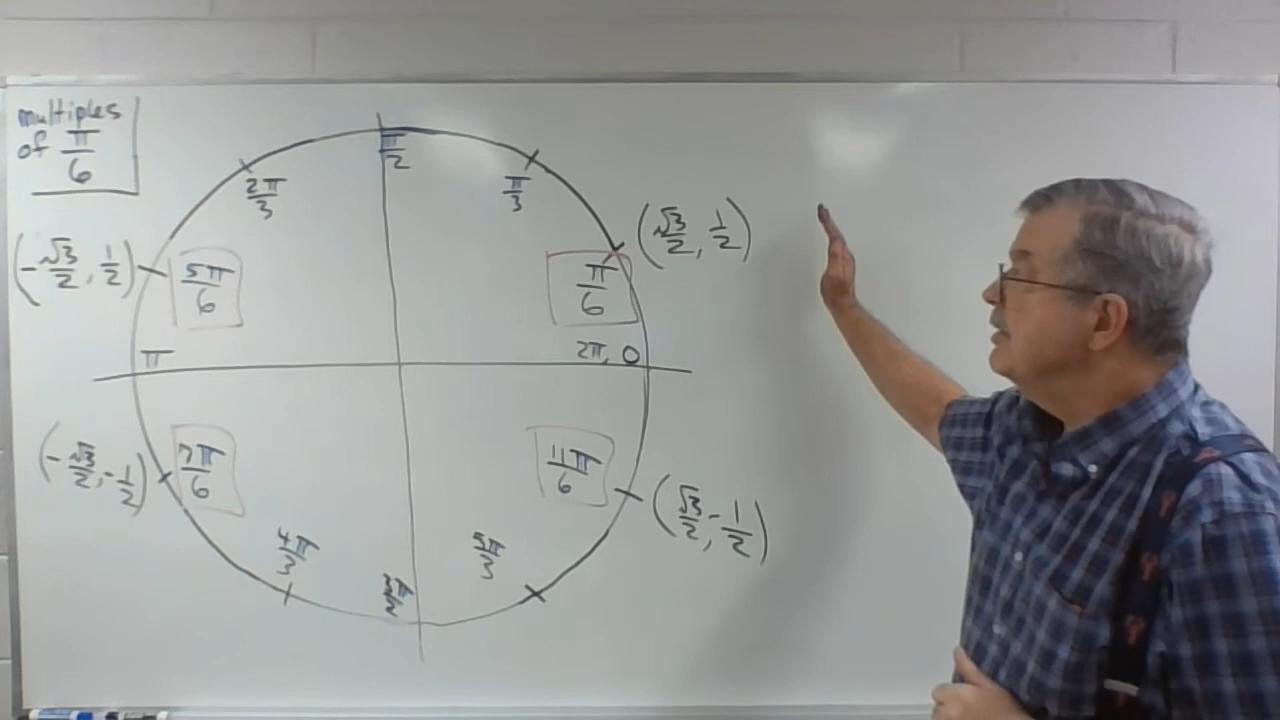 multiples
of π/6
π/2
2π/3
π/3
(√3/2, 1/2)
(-√3/2, 1/2)
5π/6
π/6
π
2π, 0
(-√3/2, -1/2)
7π/6
11π/6
(√3/2, -1/2)
4π/3
5π/3
3π/2